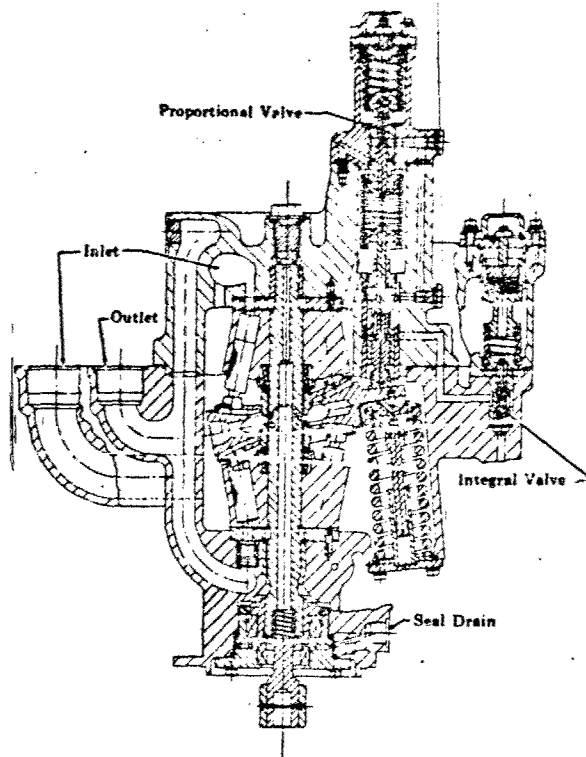 Proportional Valve
Inlet
Outlet
Integral Valve
Seal Drain